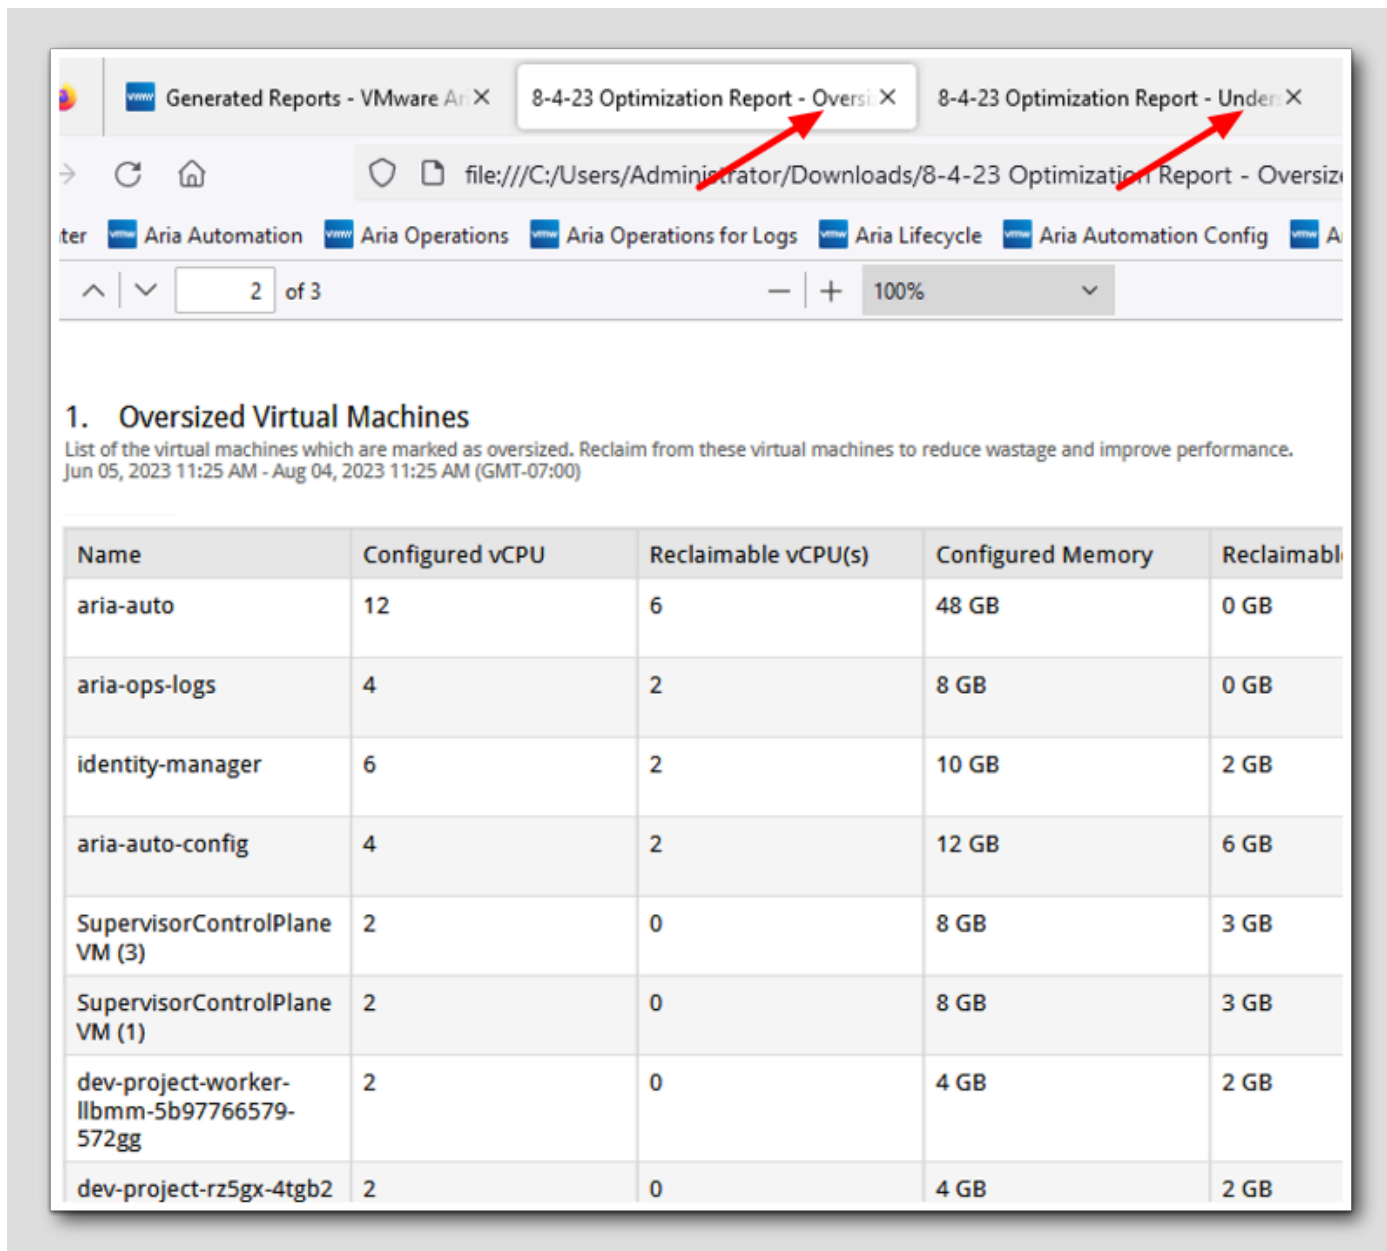 Generated Reports - VMware Ari
8-4-23 Optimization Report - Oversi
8-4-23 Optimization Report - Under
file:///C:/Users/Administrator/Downloads/8-4-23 Optimization Report - Oversize
vmw Aria Automation vmw Aria Operations vmw Aria Operations for Logs vmw Aria Lifecycle vmw Aria Automation Config vmw
2 of 3 100%
1. Oversized Virtual Machines
List of the virtual machines which are marked as oversized. Reclaim from these virtual machines to reduce wastage and improve performance.
Jun 05, 2023 11:25 AM - Aug 04, 2023 11:25 AM (GMT-07:00)
Name Configured vCPU Reclaimable vCPU(s) Configured Memory Reclaimabl
aria-auto 12 6 48 GB 0 GB
aria-ops-logs 4 2 8 GB 0 GB
identity-manager 6 2 10 GB 2 GB
aria-auto-config 4 2 12 GB 6 GB
SupervisorControlPlane 2 0 8 GB 3 GB
VM (3)
SupervisorControlPlane 2 0 8 GB 3 GB
VM (1)
dev-project-worker- 2 0 4 GB 2 GB
llbmm-5b97766579-
572gg
dev-project-rz5gx-4tgb2 2 0 4 GB 2 GB